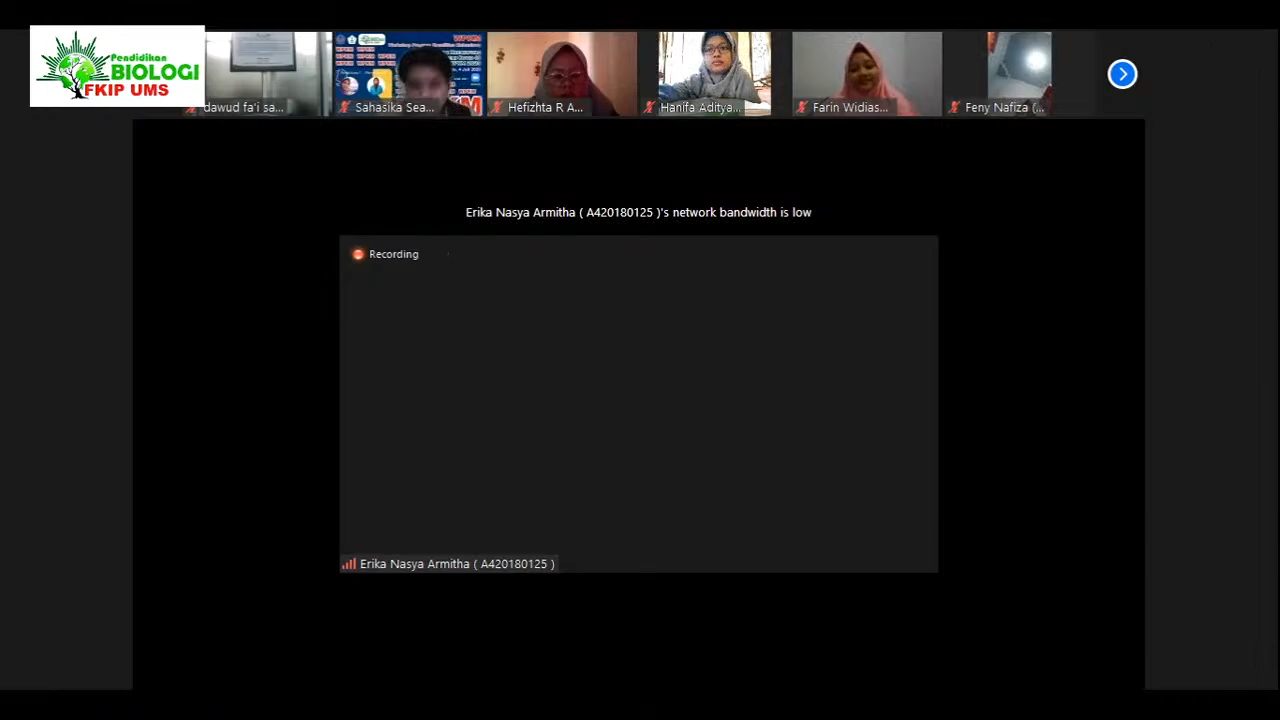 Pendidikan
BIOLOGI
FKIP UMS
WPKM
dawud fa'i sa...
Sahasika Sea...
Hefizhta R A...
Hanifa Aditya...
Farin Widias...
Feny Nafiza (...
Erika Nasya Armitha ( A420180125 )'s network bandwidth is low
Recording
Erika Nasya Armitha ( A420180125 )